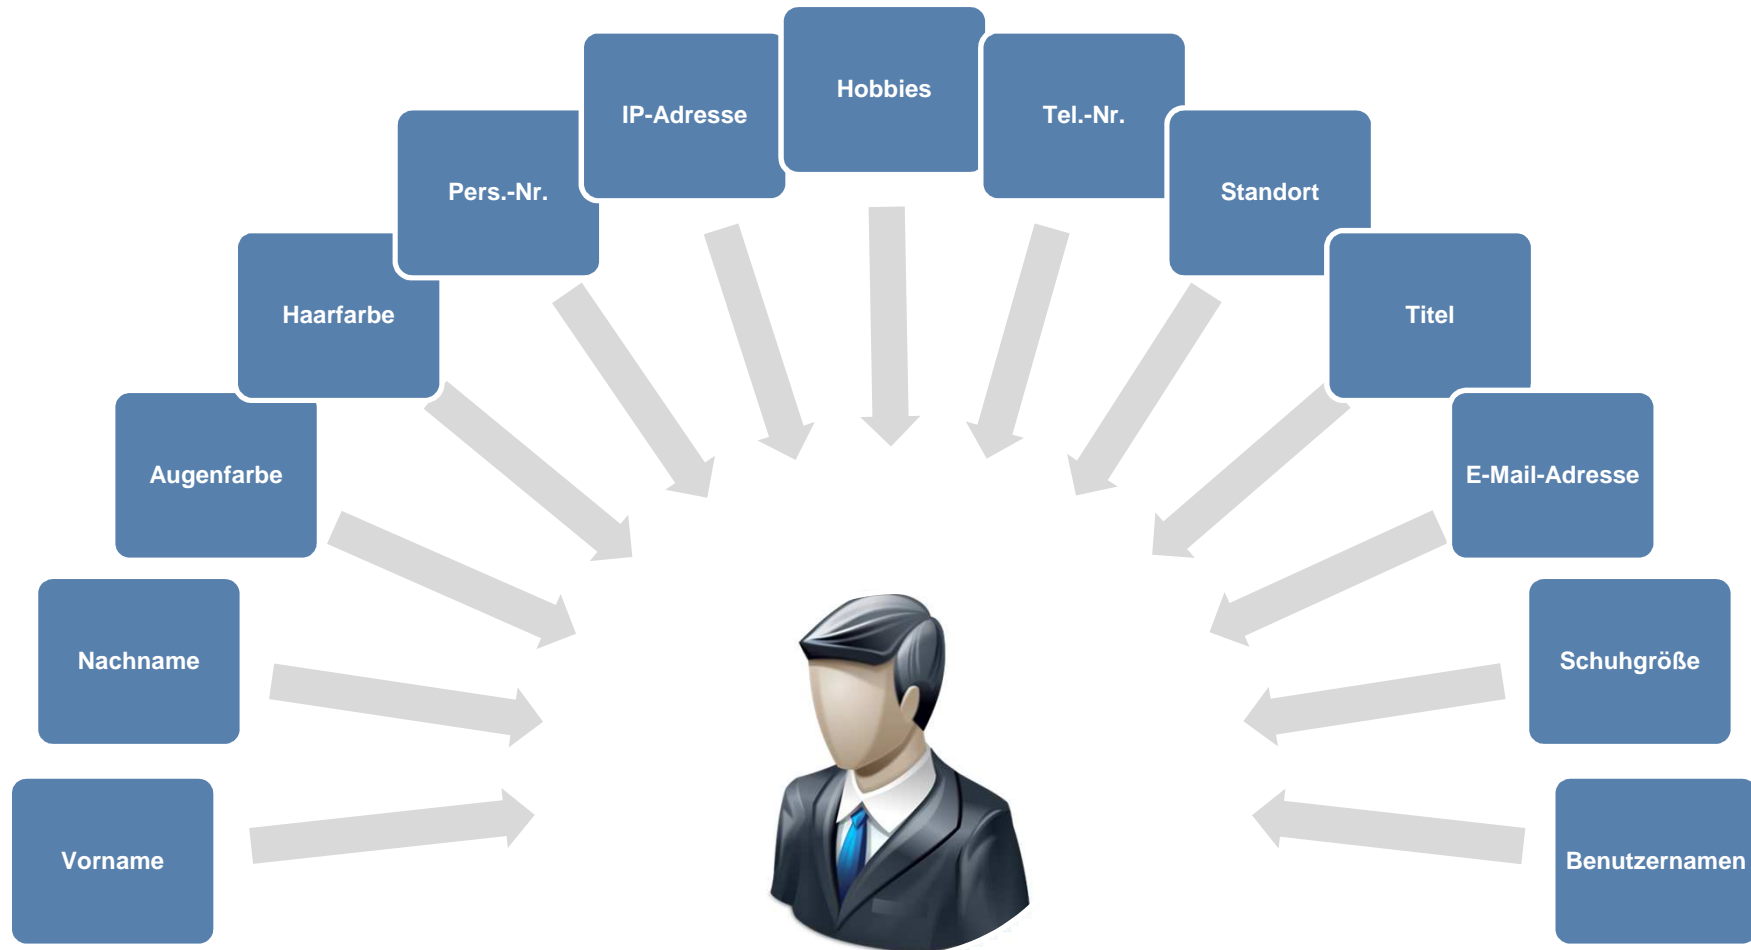 Hobbies
IP-Adresse
Tel.-Nr.
Pers.-Nr.
Standort
Haarfarbe
Titel
Augenfarbe
E-Mail-Adresse
Nachname
Schuhgröße
Vorname
Benutzernamen